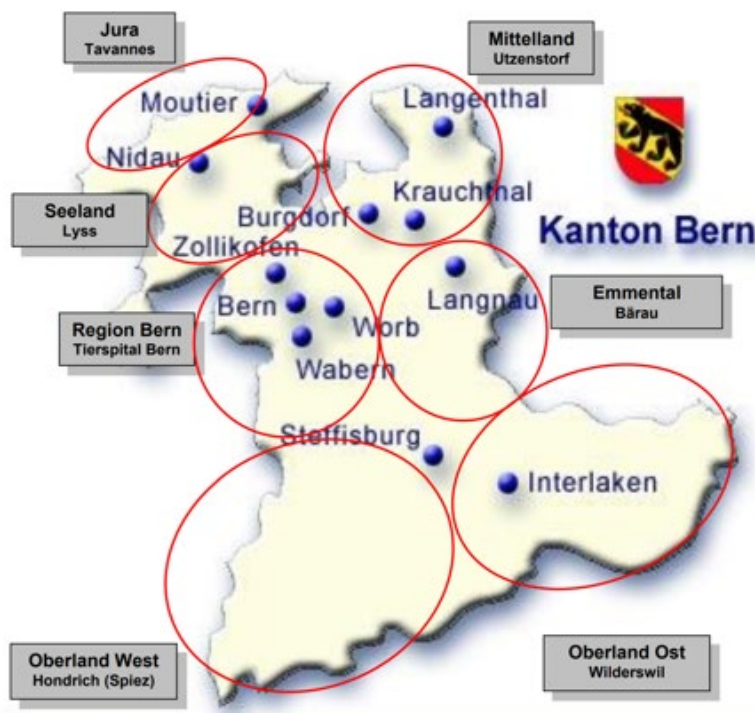 Jura
Tavannes
Mittelland
Utzenstorf
Moutier
Langenthal
Nidau
Krauchthal
Seeland
Lyss
Burgdorf
Kanton Bern
Zollikofen
Emmental
Bärau
Bern
Langnau
Region Bern
Tierspital Bern
Worb
Wabern
Steffisburg
Interlaken
Oberland West
Hondrich (Spiez)
Oberland Ost
Wilderswil